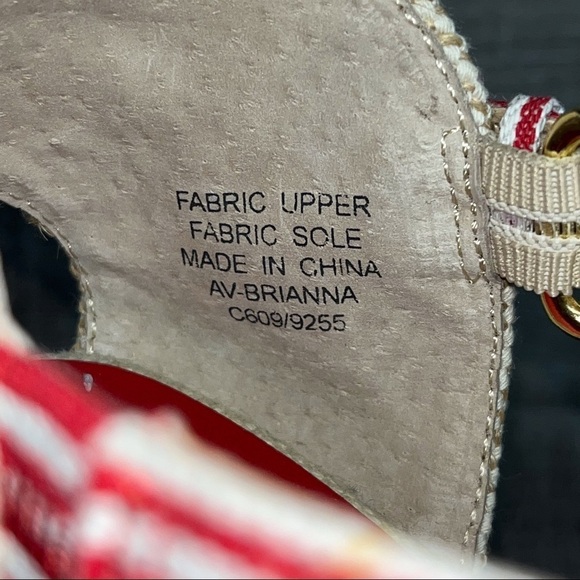 FABRIC UPPER
FABRIC SOLE
MADE IN CHINA
AV-BRIANNA
C609/9255